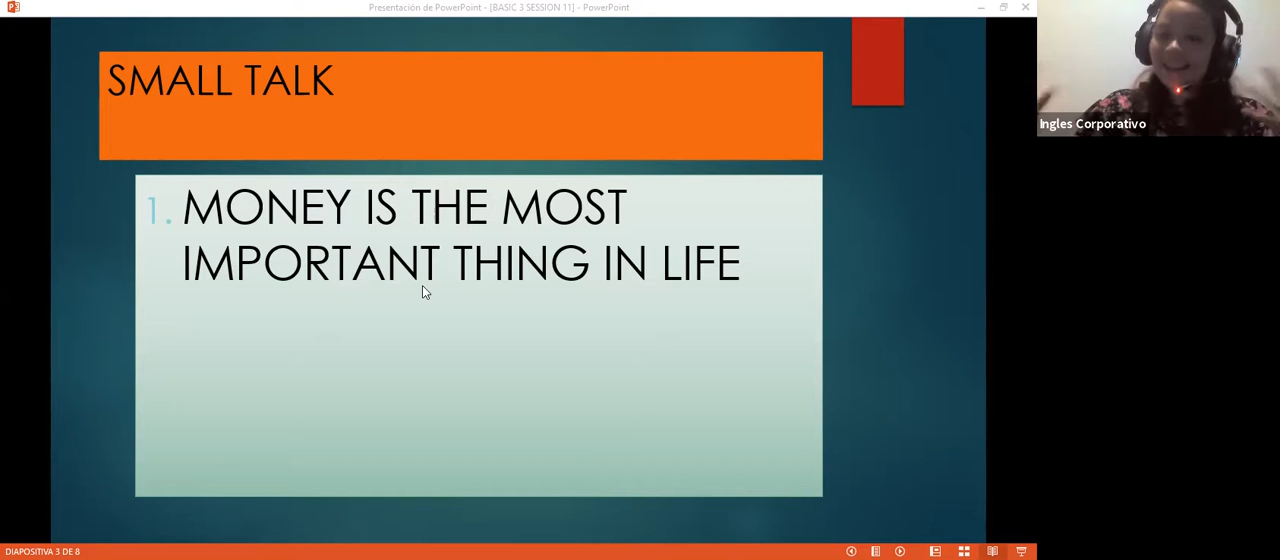 Presentación de PowerPoint - [BASIC 3 SESSION 11] - PowerPoint
SMALL TALK
1. MONEY IS THE MOST
IMPORTANT THING IN LIFE
Ingles Corporativo
DIAPOSITIVA 3 DE 8